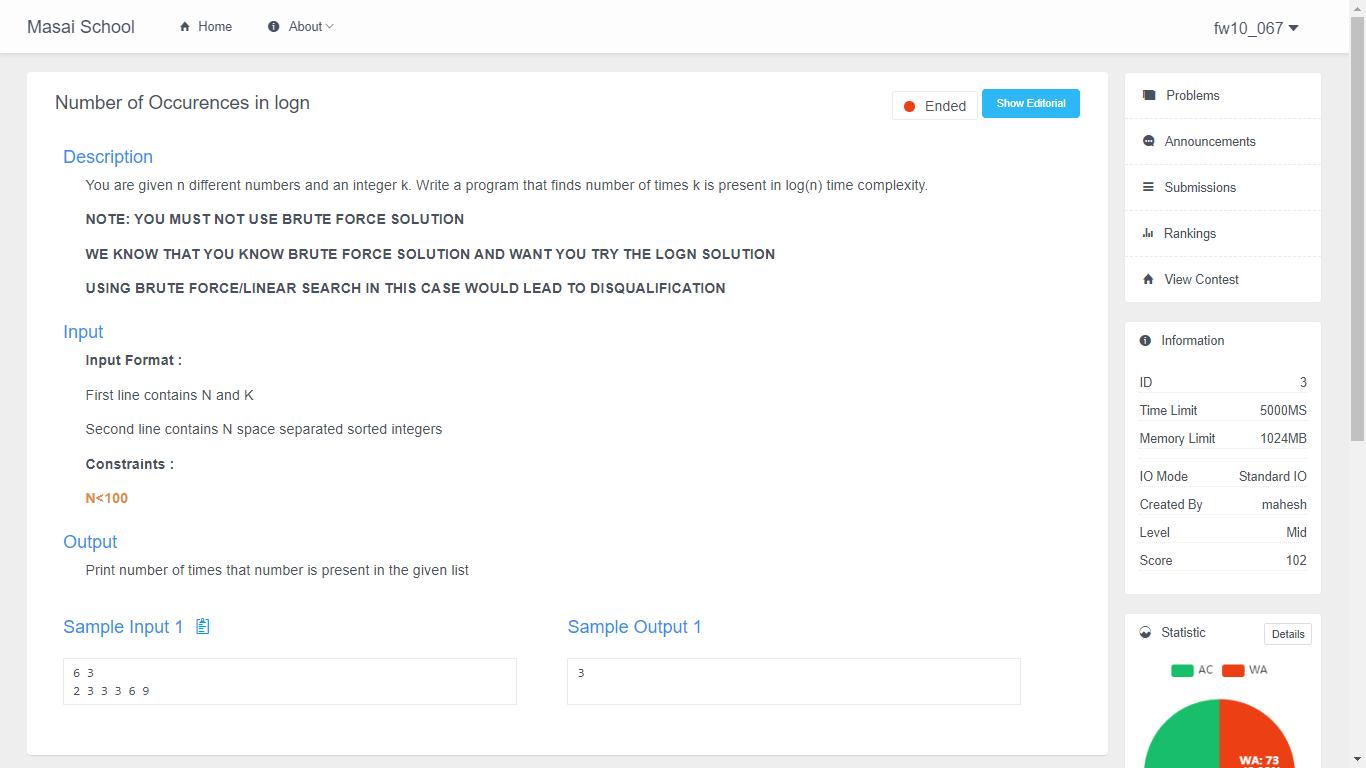 Masai School
Home
About
fw10_067
Number of Occurences in logn
Ended
Show Editorial
Description
You are given n different numbers and an integer k. Write a program that finds number of times k is present in log(n) time complexity.
NOTE: YOU MUST NOT USE BRUTE FORCE SOLUTION
WE KNOW THAT YOU KNOW BRUTE FORCE SOLUTION AND WANT YOU TRY THE LOGN SOLUTION
USING BRUTE FORCE/LINEAR SEARCH IN THIS CASE WOULD LEAD TO DISQUALIFICATION
Input
Input Format :
First line contains N and K
Second line contains N space separated sorted integers
Constraints :
N<100
Output
Print number of times that number is present in the given list
Sample Input 1
6 3
2 3 3 3 6 9
Sample Output 1
3
Problems
Announcements
Submissions
Rankings
View Contest
Information
ID 3
Time Limit 5000MS
Memory Limit 1024MB
IO Mode Standard IO
Created By mahesh
Level Mid
Score 102
Statistic
Details
AC WA
WA: 73